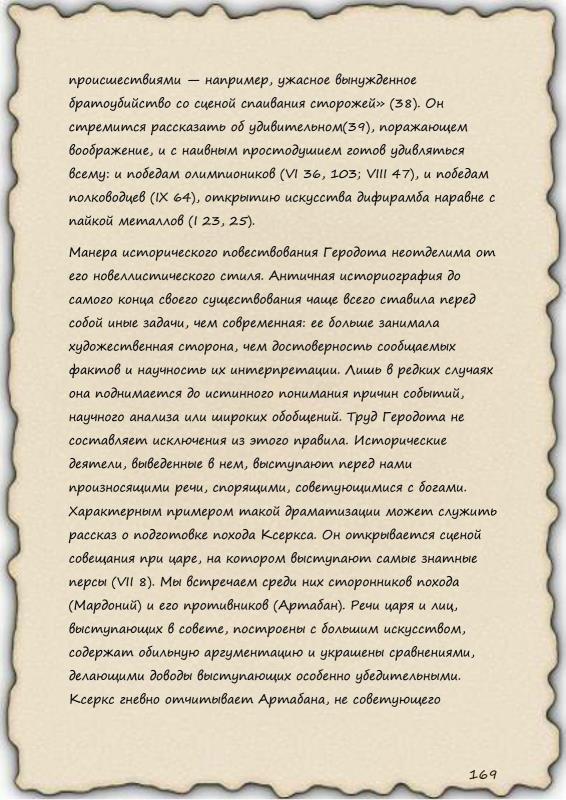 происшествиями — например, ужасное вынужденное
братоубийство со сценой спаивания сторожей» (38). Он
стремится рассказать об удивительном(39), поражающем
воображение, и с наивным простодушием готов удивляться
всему: и победам олимпиоников (VI 36, 103; VIII 47), и победам
полководцев (IX 64), открытию искусства дифирамба наравне с
пайкой металлов (I 23, 25).
Манера исторического повествования Геродота неотделима от
его новеллистического стиля. Античная историография до
самого конца своего существования чаще всего ставила перед
собой иные задачи, чем современная: ее больше занимала
художественная сторона, чем достоверность сообщаемых
фактов и научность их интерпретации. Лишь в редких случаях
она поднимается до истинного понимания причин событий,
научного анализа или широких обобщений. Труд Геродота не
составляет исключения из этого правила. Исторические
деятели, выведенные в нем, выступают перед нами
произносящими речи, спорящими, советующимися с богами.
Характерным примером такой драматизации может служить
рассказ о подготовке похода Ксеркса. Он открывается сценой
совещания при царе, на котором выступают самые знатные
персы (VII 8). Мы встречаем среди них сторонников похода
(Мардоний) и его противников (Артабан). Речи царя и лиц,
выступающих в совете, построены с большим искусством,
содержат обильную аргументацию и украшены сравнениями,
делающими доводы выступающих особенно убедительными.
Ксеркс гневно отчитывает Артабана, не советующего
169